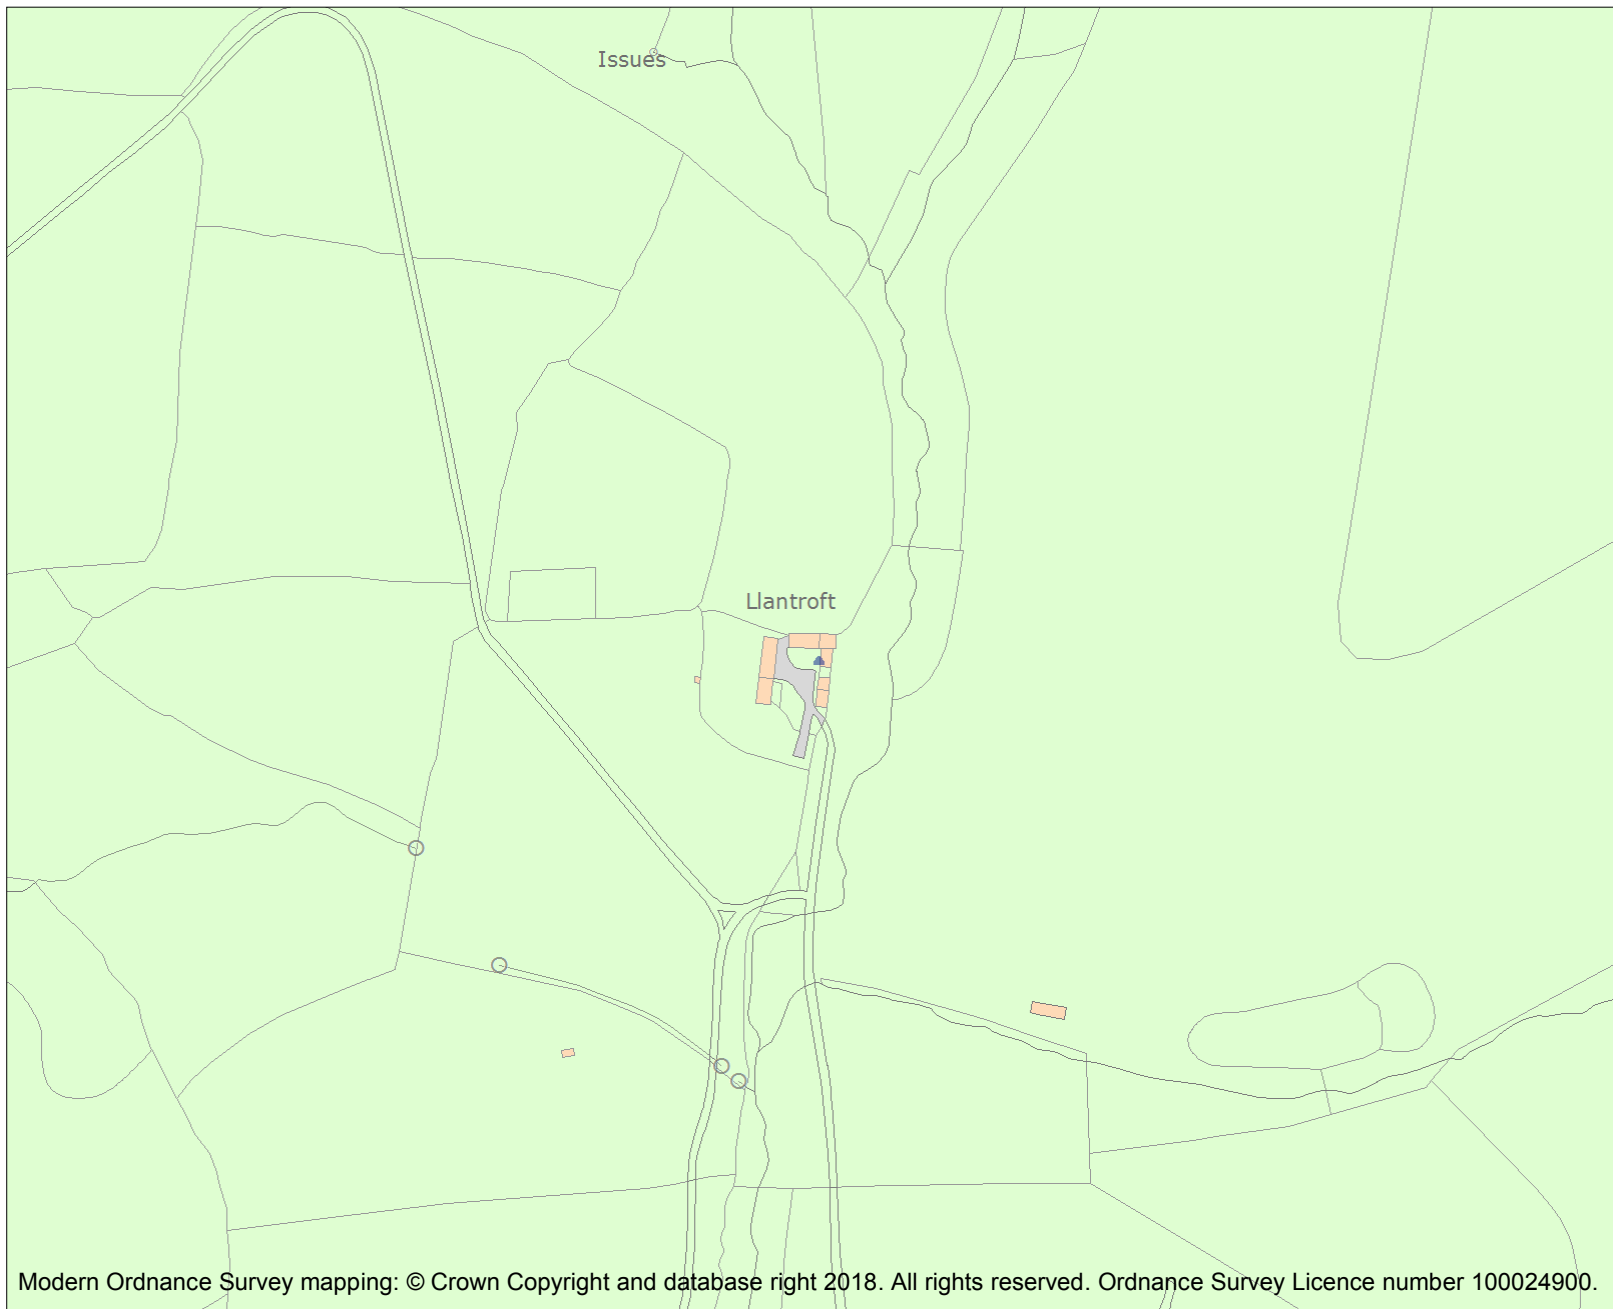 Issues
Llantroft
Modern Ordnance Survey mapping: © Crown Copyright and database right 2018. All rights reserved. Ordnance Survey Licence number 100024900.